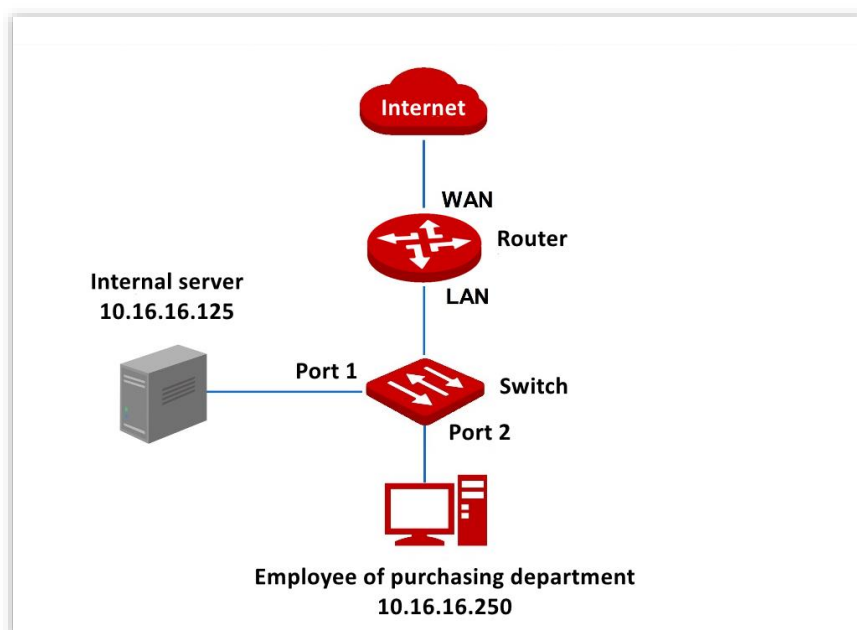 Internet
WAN
Router
LAN
Internal server
10.16.16.125
Port 1
Switch
Port 2
Employee of purchasing department
10.16.16.250